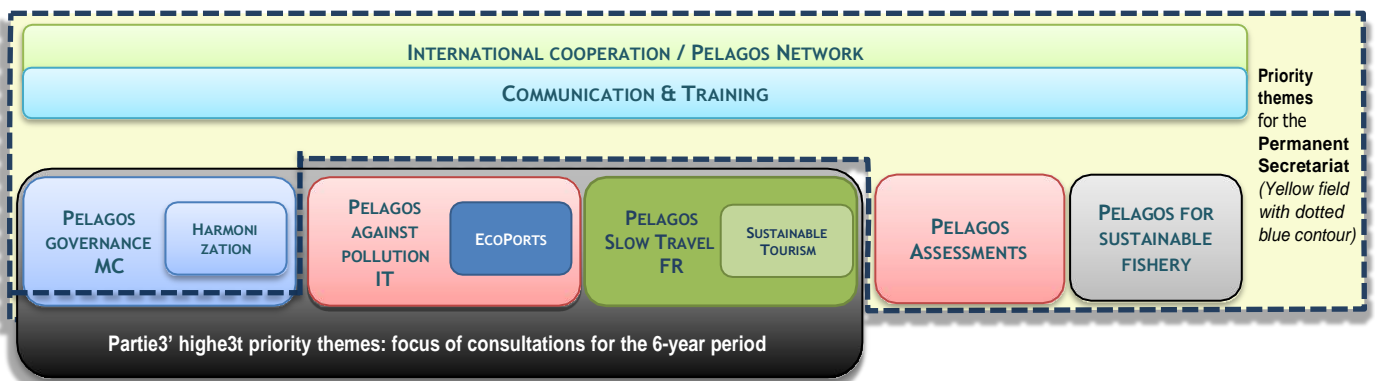 INTERNATIONAL COOPERATION / PELAGOS NETWORK
COMMUNICATION & TRAINING
Priority
themes
for the
Permanent
Secretariat
(Yellow field
with dotted
blue contour)
PELAGOS
GOVERNANCE
MC
HARMONI
ZATION
PELAGOS
AGAINST
POLLUTION
IT
ECOPORTS
PELAGOS
SLOW TRAVEL
FR
SUSTAINABLE
TOURISM
PELAGOS
ASSESSMENTS
PELAGOS FOR
SUSTAINABLE
FISHERY
Partie3’ highe3t priority themes: focus of consultations for the 6-year period